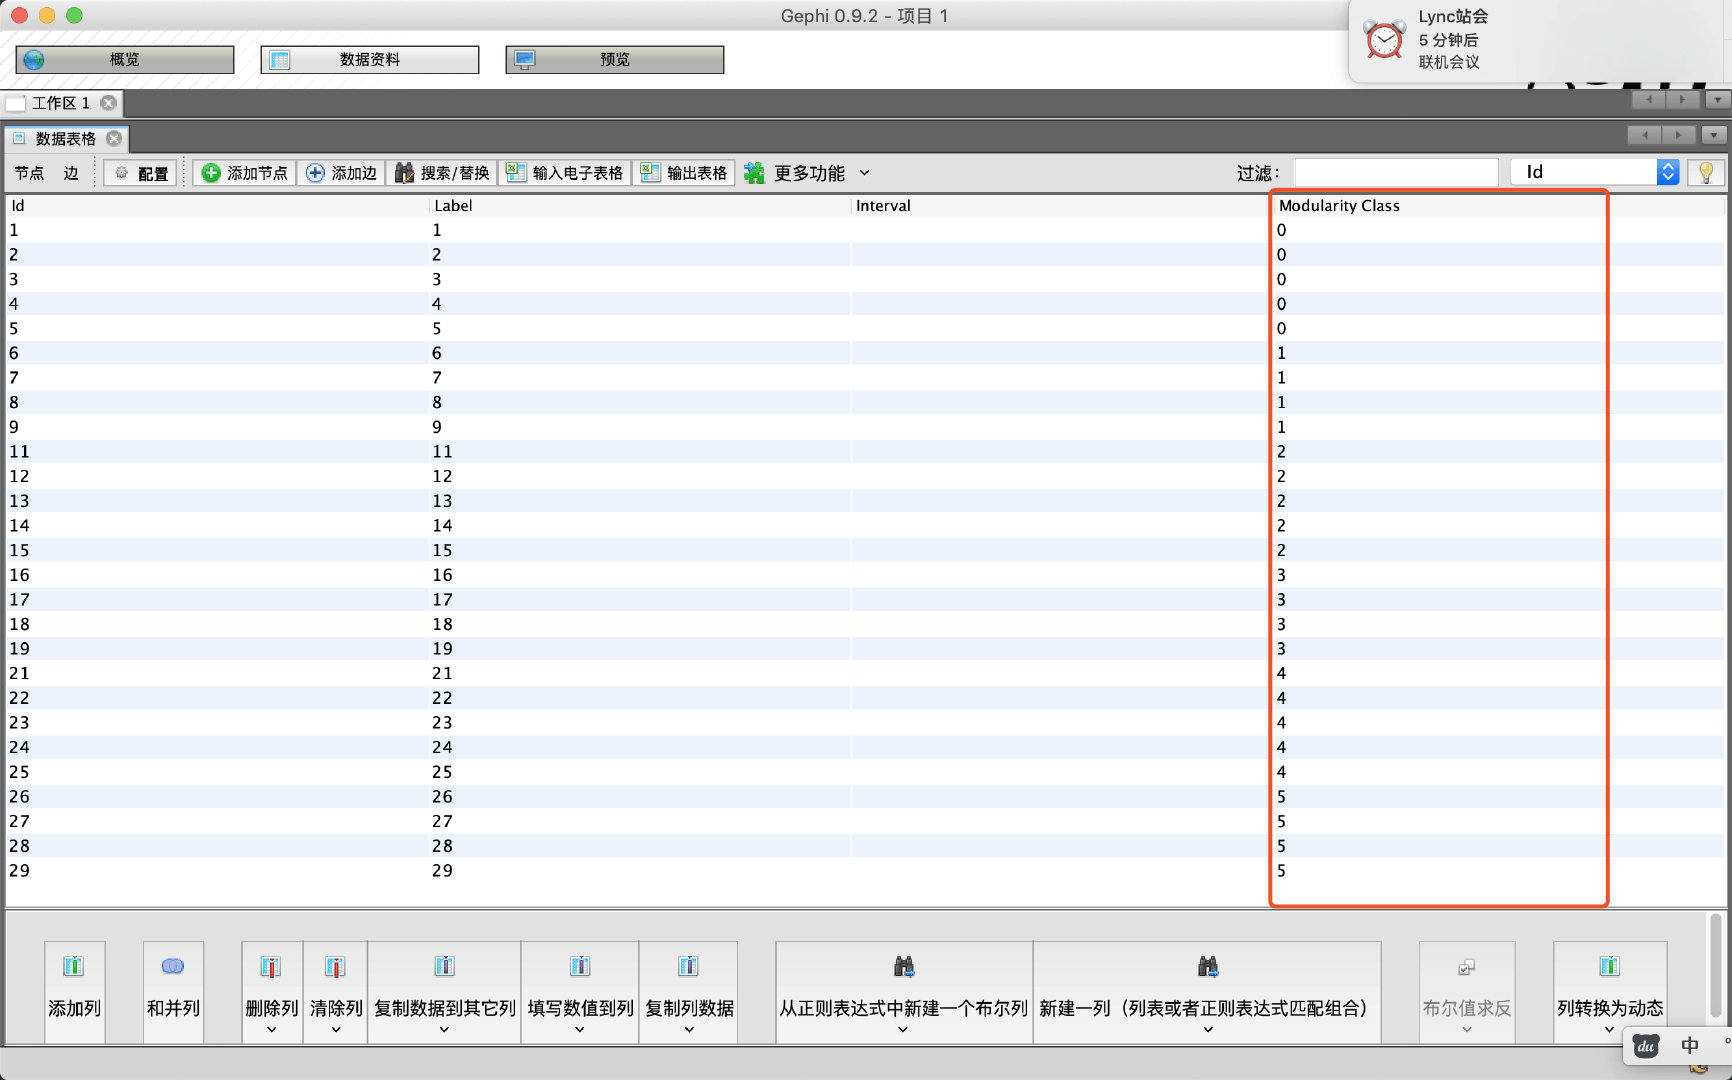 Gephi 0.9.2 - 项目 1
Lync站会
5 分钟后
联机会议
概览 数据资料 预览
工作区 1
数据表格
节点 边 配置 添加节点 添加边 搜索/替换 输入电子表格 输出表格 更多功能 过滤: Id
Id Label Interval Modularity Class
1 1 0
2 2 0
3 3 0
4 4 0
5 5 0
6 6 1
7 7 1
8 8 1
9 9 1
11 11 2
12 12 2
13 13 2
14 14 2
15 15 2
16 16 3
17 17 3
18 18 3
19 19 3
21 21 4
22 22 4
23 23 4
24 24 4
25 25 4
26 26 5
27 27 5
28 28 5
29 29 5
添加列 和并列 删除列 清除列 复制数据到其它列 填写数值到列 复制列数据 从正则表达式中新建一个布尔列 新建一列（列表或者正则表达式匹配组合） 布尔值求反 列转换为动态
du 中